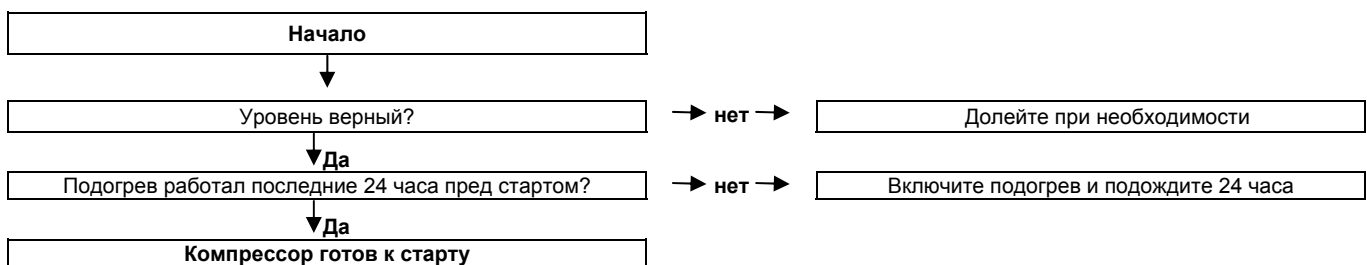 Начало
Уровень верный?
нет
Долейте при необходимости
Да
Подогрев работал последние 24 часа пред стартом?
нет
Включите подогрев и подождите 24 часа
Да
Компрессор готов к старту